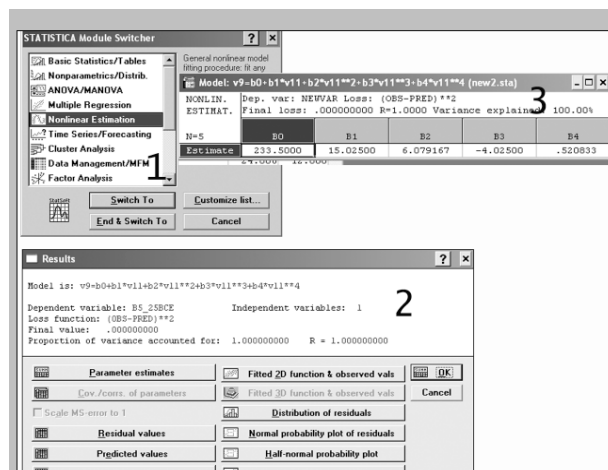 STATISTICA Module Switcher
Basic Statistics/Tables
Nonparametrics/Distrib.
ANOVA/MANOVA
Multiple Regression
Nonlinear Estimation
Time Series/Forecasting
Cluster Analysis
Data Management/MFM
Factor Analysis
1
General nonlinear model
fitting procedure: fit any
Switch To
Customize list...
End & Switch To
Cancel
Model: v9=b0+b1*v11+b2*v11**2+b3*v11**3+b4*v11**4 (new2.sta)
NONLIN. Dep. var: NEWVAR Loss: (OBS-PRED)**2
ESTIMAT. Final loss: .000000000 R=1.0000 Variance explained: 100.00%
3
N=5 B0 B1 B2 B3 B4
Estimate 233.5000 15.02500 6.079167 -4.02500 .520833
Results
Model is: v9=b0+b1*v11+b2*v11**2+b3*v11**3+b4*v11**4
Dependent variable: B5_25BCE Independent variables: 1
Loss function: (OBS-PRED)**2
Final value: .000000000
Proportion of variance accounted for: 1.000000000 R = 1.000000000
2
Parameter estimates Fitted 2D function & observed vals OK
Cov./corrs. of parameters Fitted 3D function & observed vals Cancel
Scale MS-error to 1 Distribution of residuals
Residual values Normal probability plot of residuals
Predicted values Half-normal probability plot